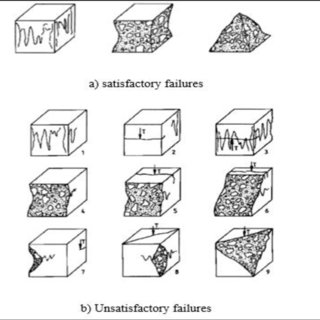 a) satisfactory failures
1
T
2
T
3
4
T
5
T
6
T
7
T
8
T
9
b) Unsatisfactory failures